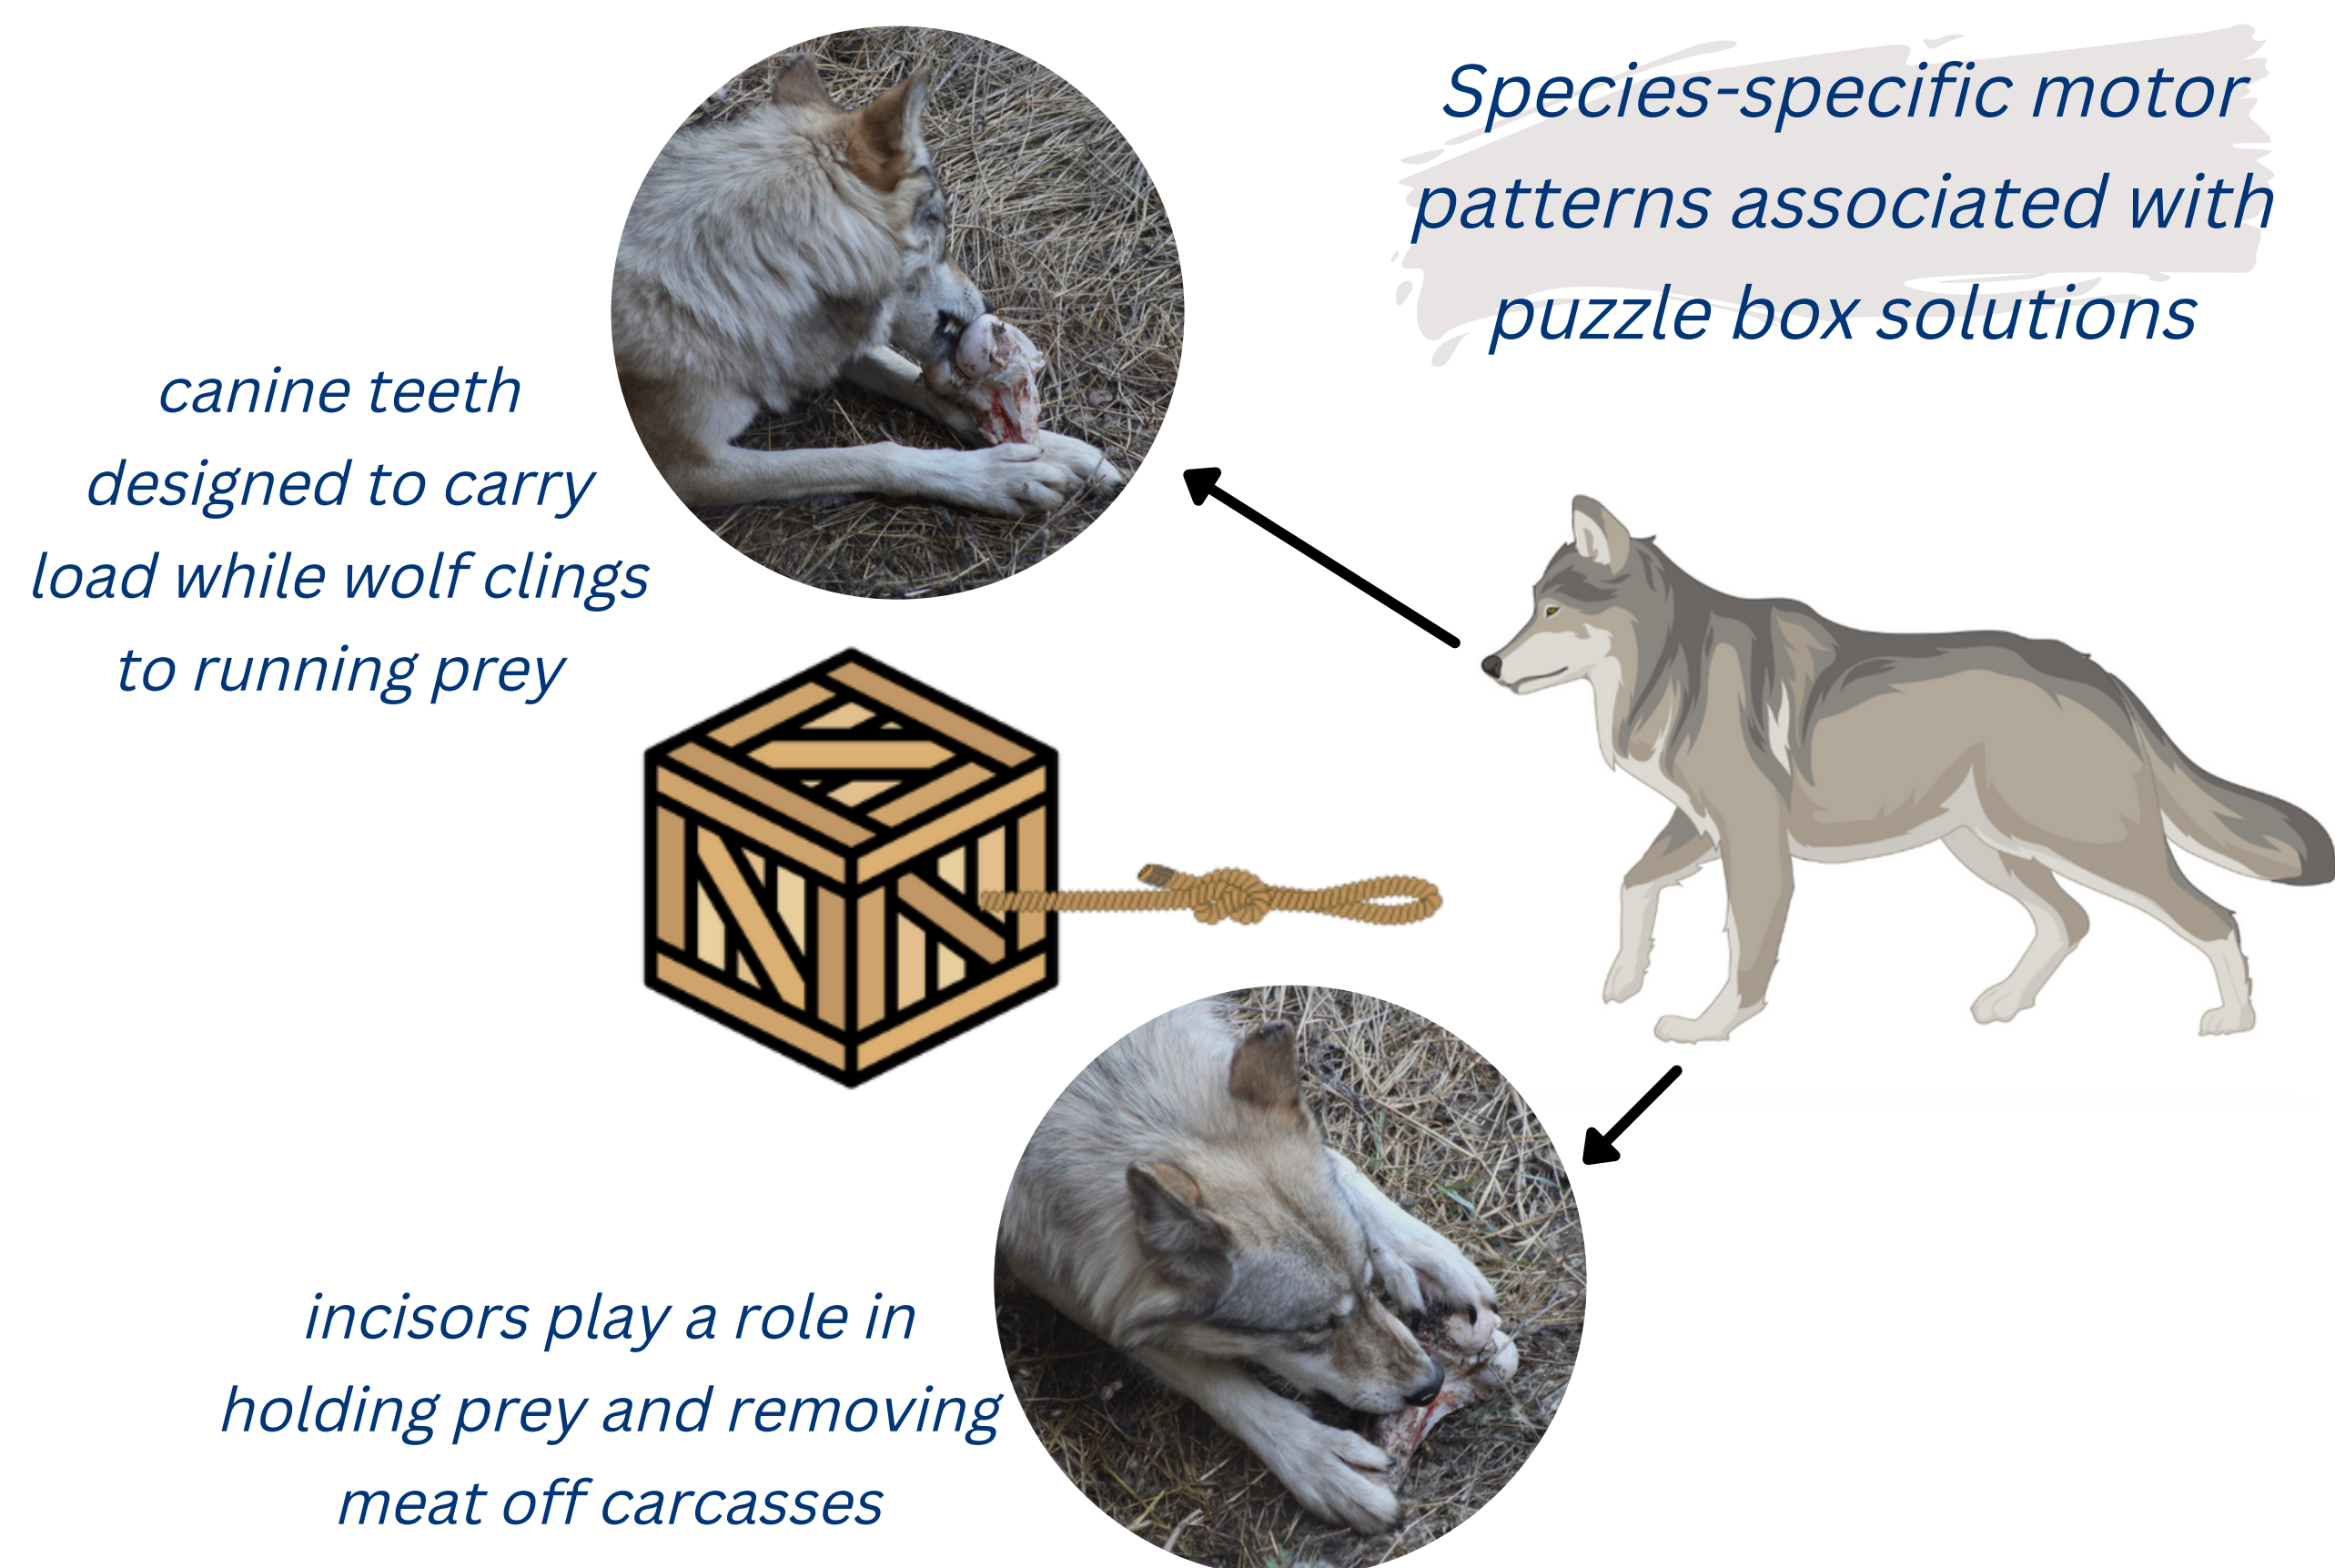 Species-specific motor
patterns associated with
puzzle box solutions
canine teeth
designed to carry
load while wolf clings
to running prey
incisors play a role in
holding prey and removing
meat off carcasses